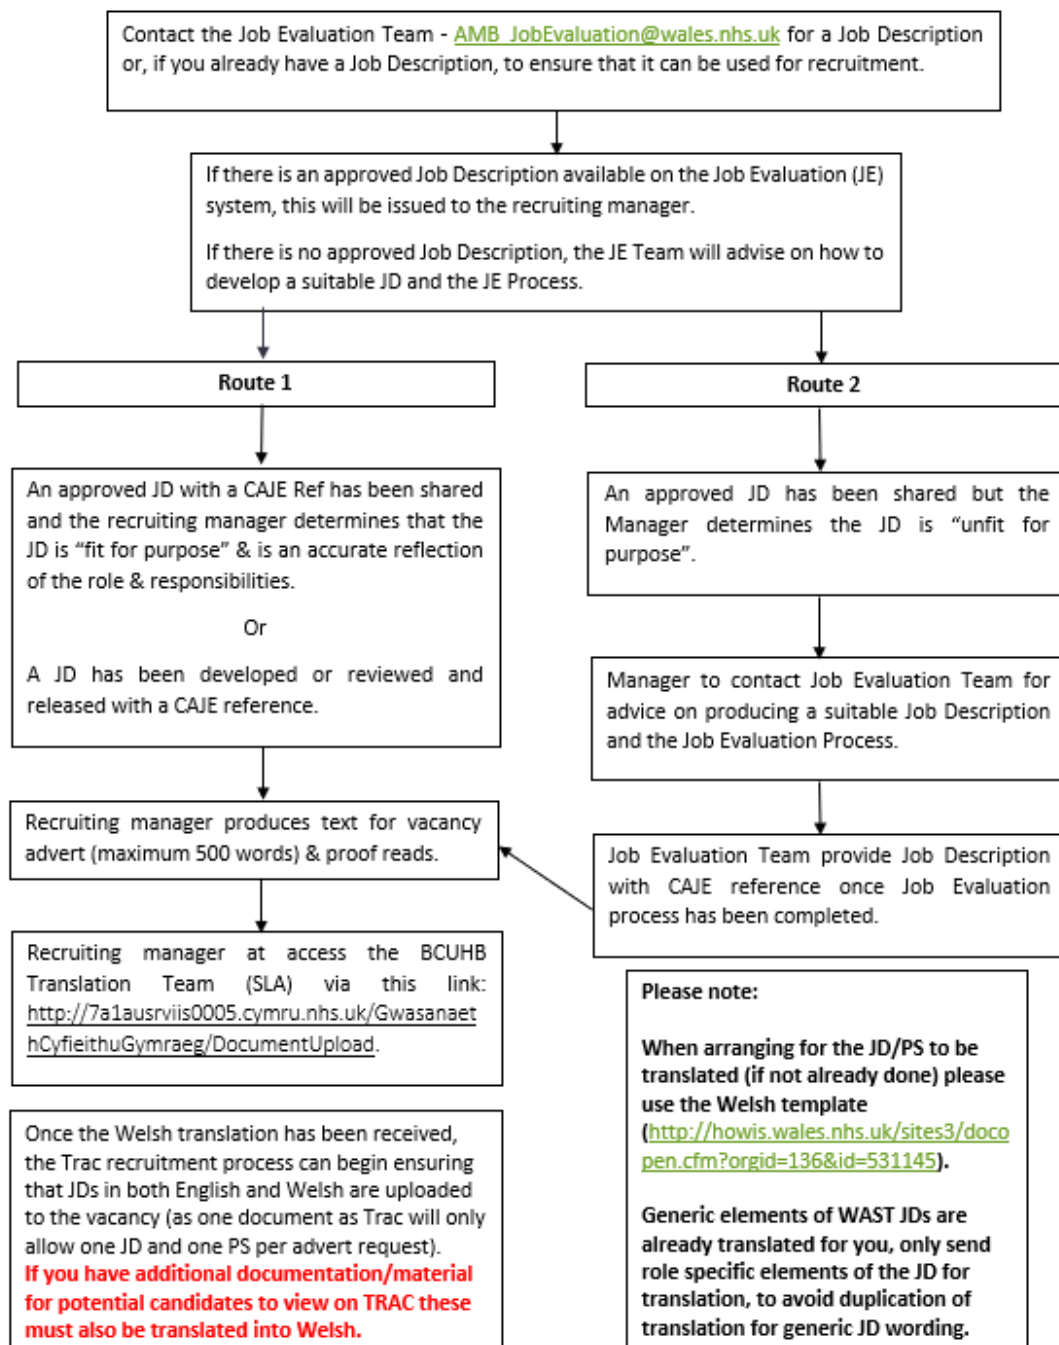 Contact the Job Evaluation Team - AMB_JobEvaluation@wales.nhs.uk for a Job Description
or, if you already have a Job Description, to ensure that it can be used for recruitment.
If there is an approved Job Description available on the Job Evaluation (JE)
system, this will be issued to the recruiting manager.
If there is no approved Job Description, the JE Team will advise on how to
develop a suitable JD and the JE Process.
Route 1
An approved JD with a CAJE Ref has been shared
and the recruiting manager determines that the
JD is “fit for purpose” & is an accurate reflection
of the role & responsibilities.
Or
A JD has been developed or reviewed and
released with a CAJE reference.
Recruiting manager produces text for vacancy
advert (maximum 500 words) & proof reads.
Recruiting manager at access the BCUHB
Translation Team (SLA) via this link:
http://7a1ausrviis0005.cymru.nhs.uk/Gwasanaet
hCyfieithuGymraeg/DocumentUpload.
Once the Welsh translation has been received,
the Trac recruitment process can begin ensuring
that JDs in both English and Welsh are uploaded
to the vacancy (as one document as Trac will only
allow one JD and one PS per advert request).
If you have additional documentation/material
for potential candidates to view on TRAC these
must also be translated into Welsh.
Route 2
An approved JD has been shared but the
Manager determines the JD is “unfit for
purpose”.
Manager to contact Job Evaluation Team for
advice on producing a suitable Job Description
and the Job Evaluation Process.
Job Evaluation Team provide Job Description
with CAJE reference once Job Evaluation
process has been completed.
Please note:
When arranging for the JD/PS to be
translated (if not already done) please
use the Welsh template
(http://howis.wales.nhs.uk/sites3/doco
pen.cfm?orgid=136&id=531145).
Generic elements of WAST JDs are
already translated for you, only send
role specific elements of the JD for
translation, to avoid duplication of
translation for generic JD wording.